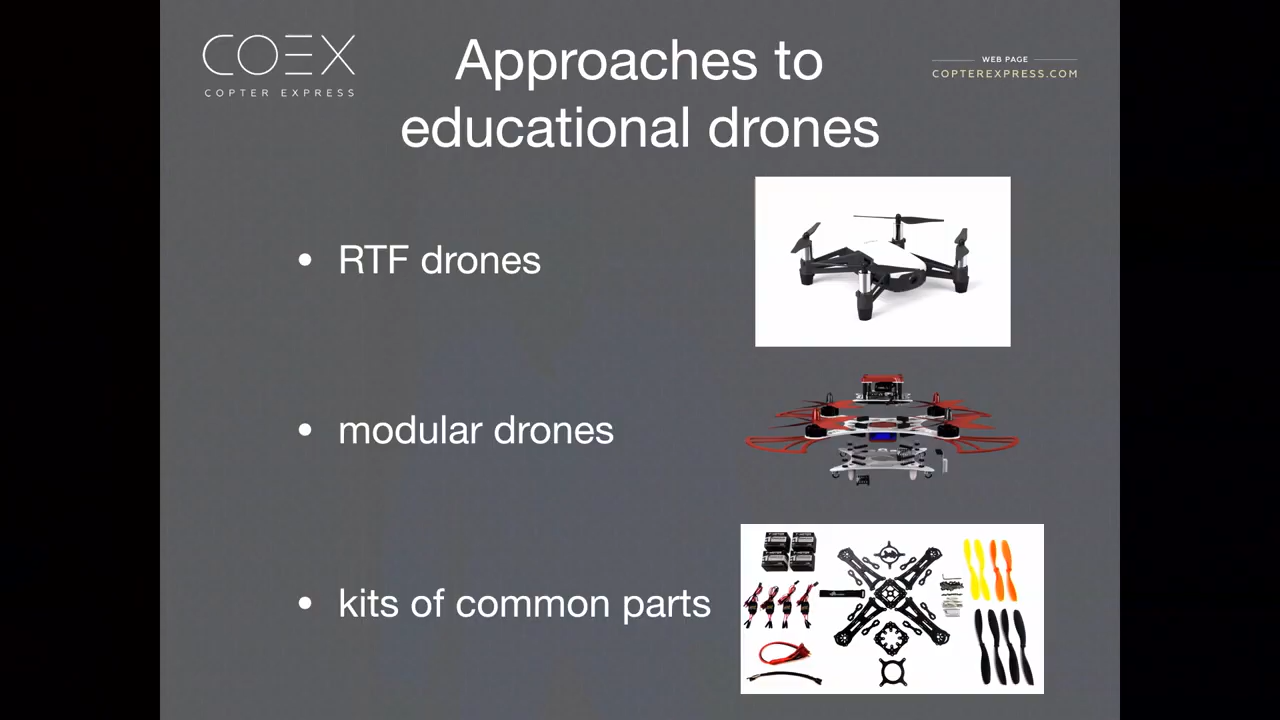 COEX
COPTER EXPRESS
Approaches to
educational drones
WEB PAGE
COPTEREXPRESS.COM
• RTF drones
• modular drones
• kits of common parts